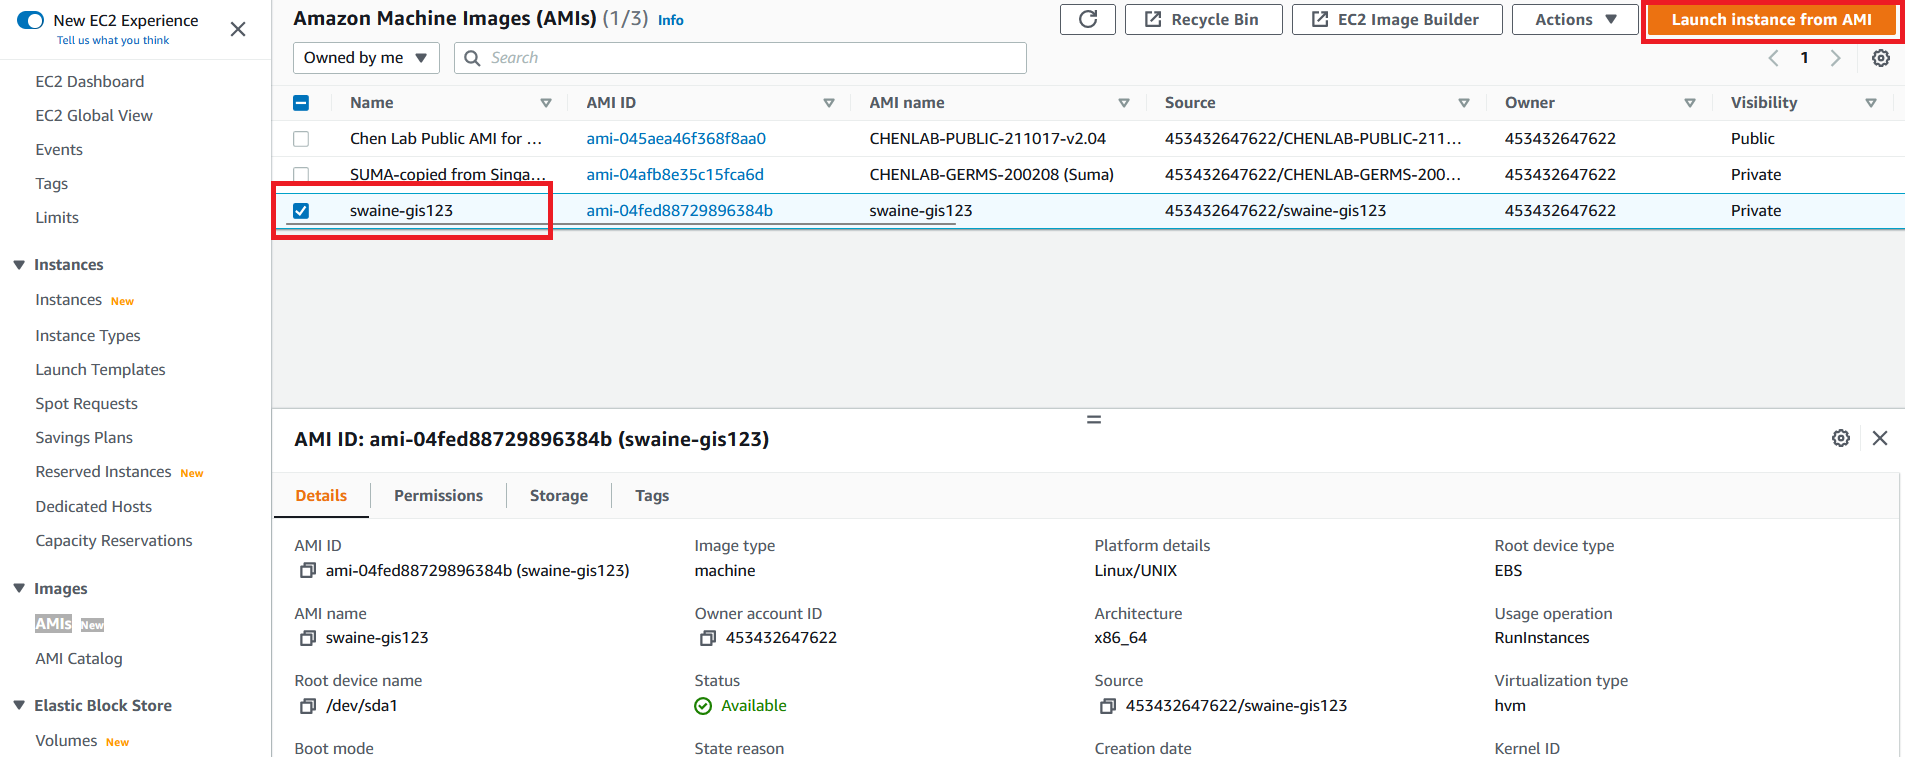 New EC2 Experience
Tell us what you think
EC2 Dashboard
EC2 Global View
Events
Tags
Limits
Instances
Instances New
Instance Types
Launch Templates
Spot Requests
Savings Plans
Reserved Instances New
Dedicated Hosts
Capacity Reservations
Images
AMIs New
AMI Catalog
Elastic Block Store
Volumes New
Amazon Machine Images (AMIs) (1/3) Info
Recycle Bin
EC2 Image Builder
Actions
Launch instance from AMI
Owned by me
Search
1
Name AMI ID AMI name Source Owner Visibility
Chen Lab Public AMI for ... ami-045aea46f368f8aa0 CHENLAB-PUBLIC-211017-v2.04 453432647622/CHENLAB-PUBLIC-211... 453432647622 Public
SUMA-copied from Singa... ami-04afb8e35c15fca6d CHENLAB-GERMS-200208 (Suma) 453432647622/CHENLAB-GERMS-200... 453432647622 Private
swaine-gis123 ami-04fed88729896384b swaine-gis123 453432647622/swaine-gis123 453432647622 Private
AMI ID: ami-04fed88729896384b (swaine-gis123)
Details Permissions Storage Tags
AMI ID Image type Platform details Root device type
ami-04fed88729896384b (swaine-gis123) machine Linux/UNIX EBS
AMI name Owner account ID Architecture Usage operation
swaine-gis123 453432647622 x86_64 RunInstances
Root device name Status Source Virtualization type
/dev/sda1 Available 453432647622/swaine-gis123 hvm
Boot mode State reason Creation date Kernel ID